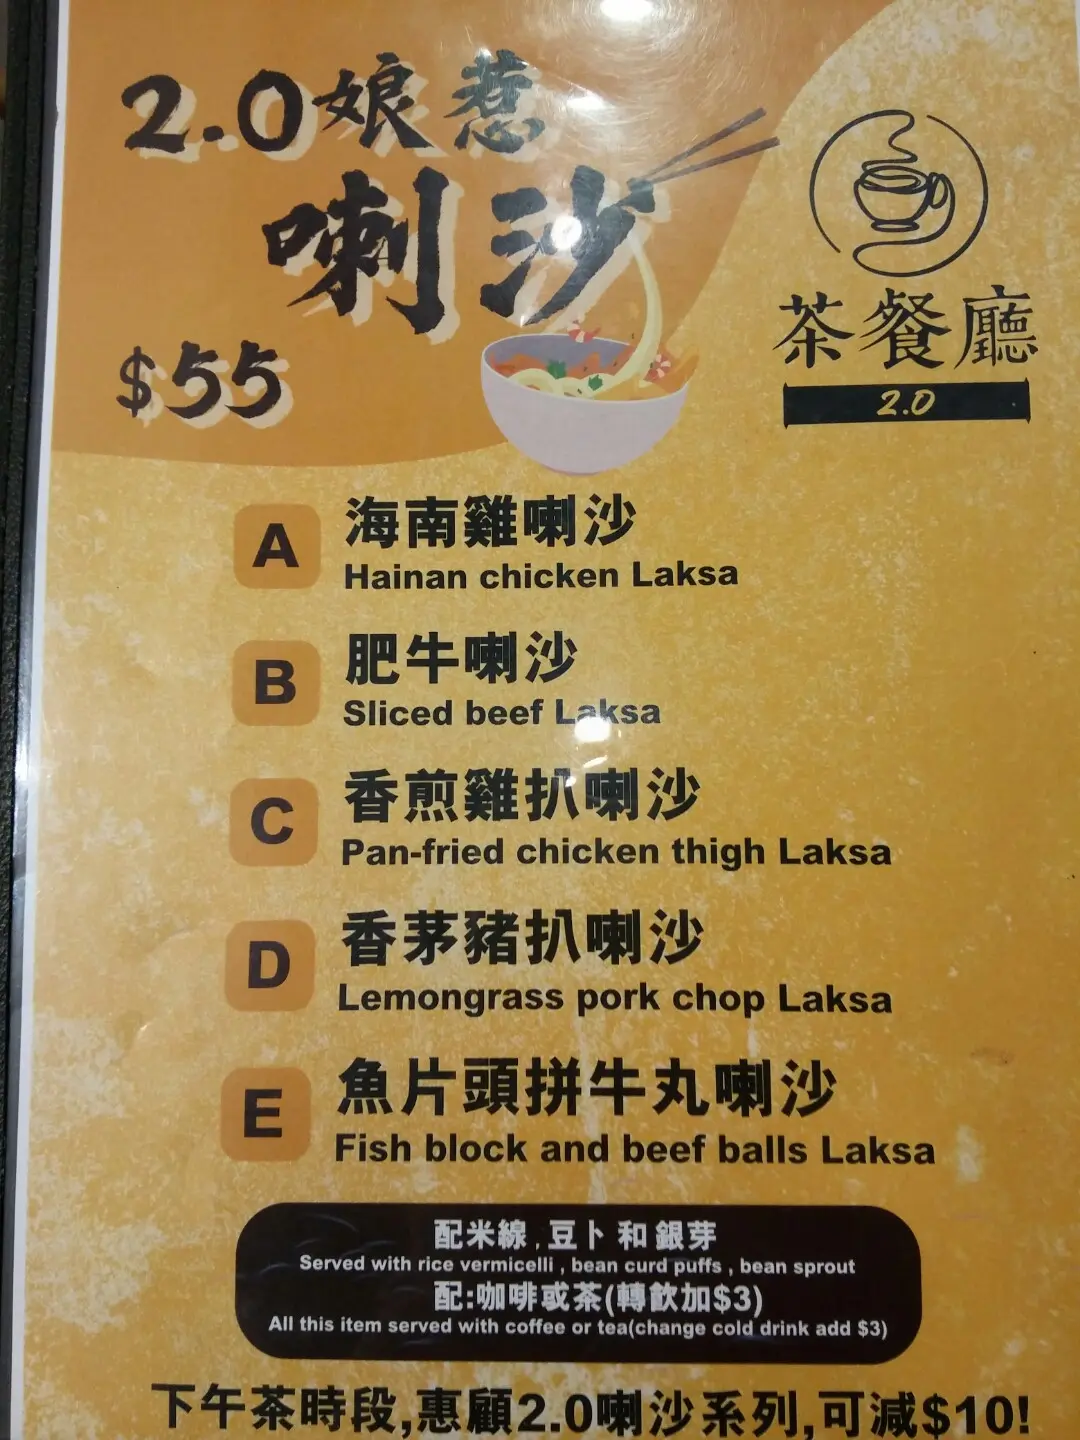 2.0娘惹
喇沙
$55
茶餐廳
2.0
A
海南雞喇沙
Hainan chicken Laksa
B
肥牛喇沙
Sliced beef Laksa
C
香煎雞扒喇沙
Pan-fried chicken thigh Laksa
D
香茅豬扒喇沙
Lemongrass pork chop Laksa
E
魚片頭拼牛丸喇沙
Fish block and beef balls Laksa
配米線,豆卜和銀芽
Served with rice vermicelli , bean curd puffs , bean sprout
配:咖啡或茶(轉飲加$3)
All this item served with coffee or tea(change cold drink add $3)
下午茶時段,惠顧2.0喇沙系列,可減$10!